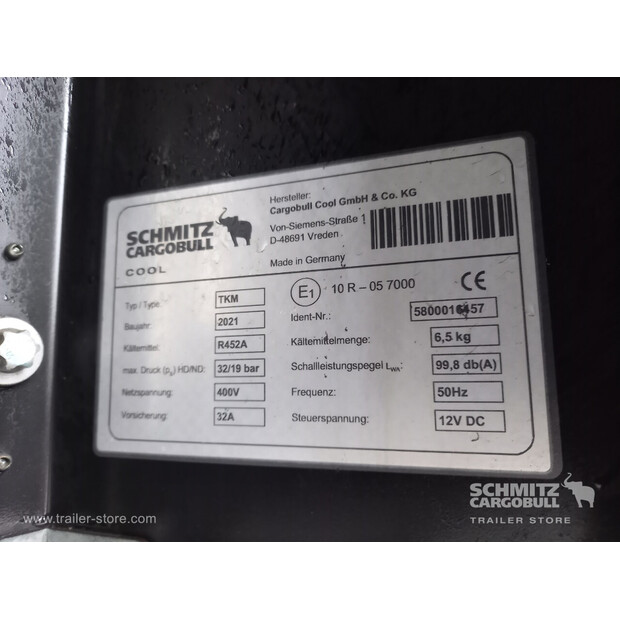 SCHMITZ
CARGOBULL
COOL
Hersteller:
Cargobull Cool GmbH & Co. KG
Von-Siemens-Straße 1
D-48691 Vreden
Made in Germany
E1 10 R – 05 7000 CE
Typ / Type: TKM
Ident-Nr.:
Baujahr: 2021
Kältemittel: R452A
Kältemittelmenge: 6,5 kg
max. Druck (ps) HD/ND: 32/19 bar
Schallleistungspegel LWA: 99,8 db(A)
Netzspannung: 400V
Frequenz: 50Hz
Vorsicherung: 32A
Steuerspannung: 12V DC
www.trailer-store.com
SCHMITZ
CARGOBULL
TRAILER STORE